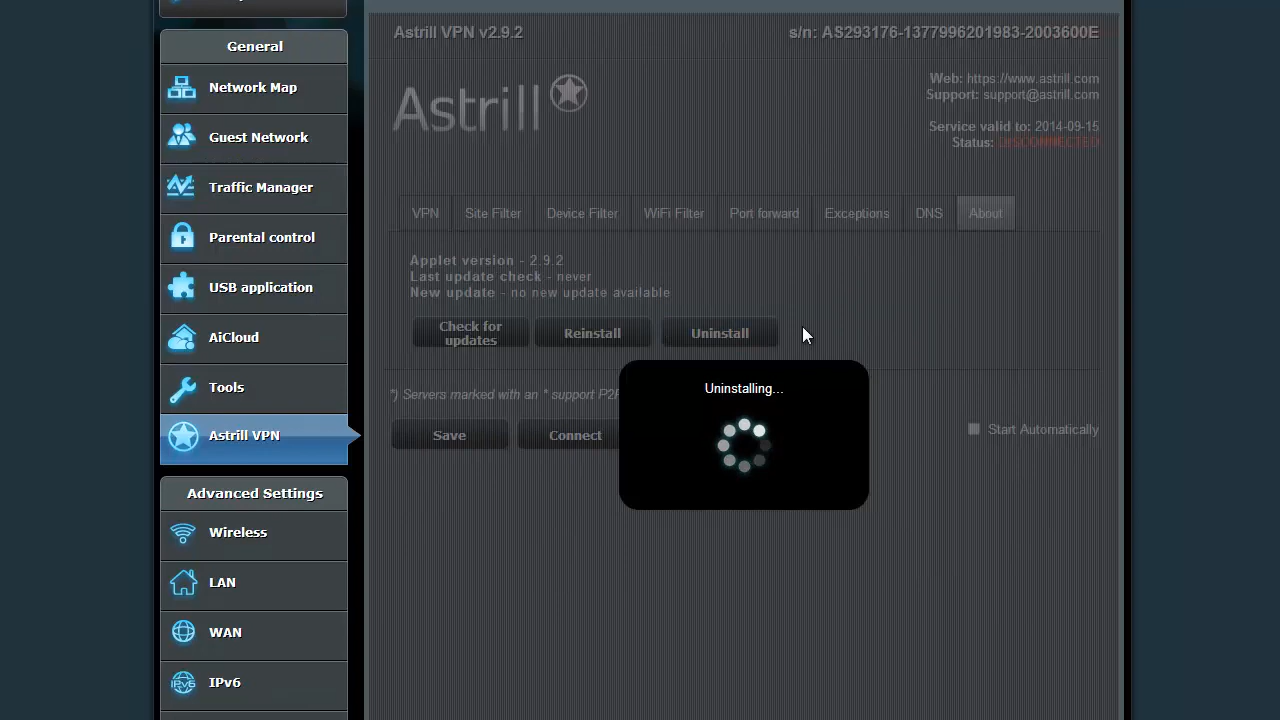 General
Network Map
Guest Network
Traffic Manager
Parental control
USB application
AiCloud
Tools
Astrill VPN
Advanced Settings
Wireless
LAN
WAN
IPv6
Astrill VPN v2.9.2
s/n: AS293176-1377996201983-2003600E
Astrill
Web: https://www.astrill.com
Support: support@astrill.com
Service valid to: 2014-09-15
Status: DISCONNECTED
VPN
Site Filter
Device Filter
WiFi Filter
Port forward
Exceptions
DNS
About
Applet version - 2.9.2
Last update check - never
New update - no new update available
Check for
updates
Reinstall
Uninstall
Uninstalling...
*) Servers marked with an * support P2P
Save
Connect
Start Automatically